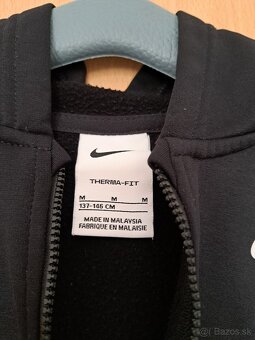 THERMA-FIT
M M M
137-146 CM
MADE IN MALAYSIA
FABRIQUE EN MALAISIE
Bazos.sk